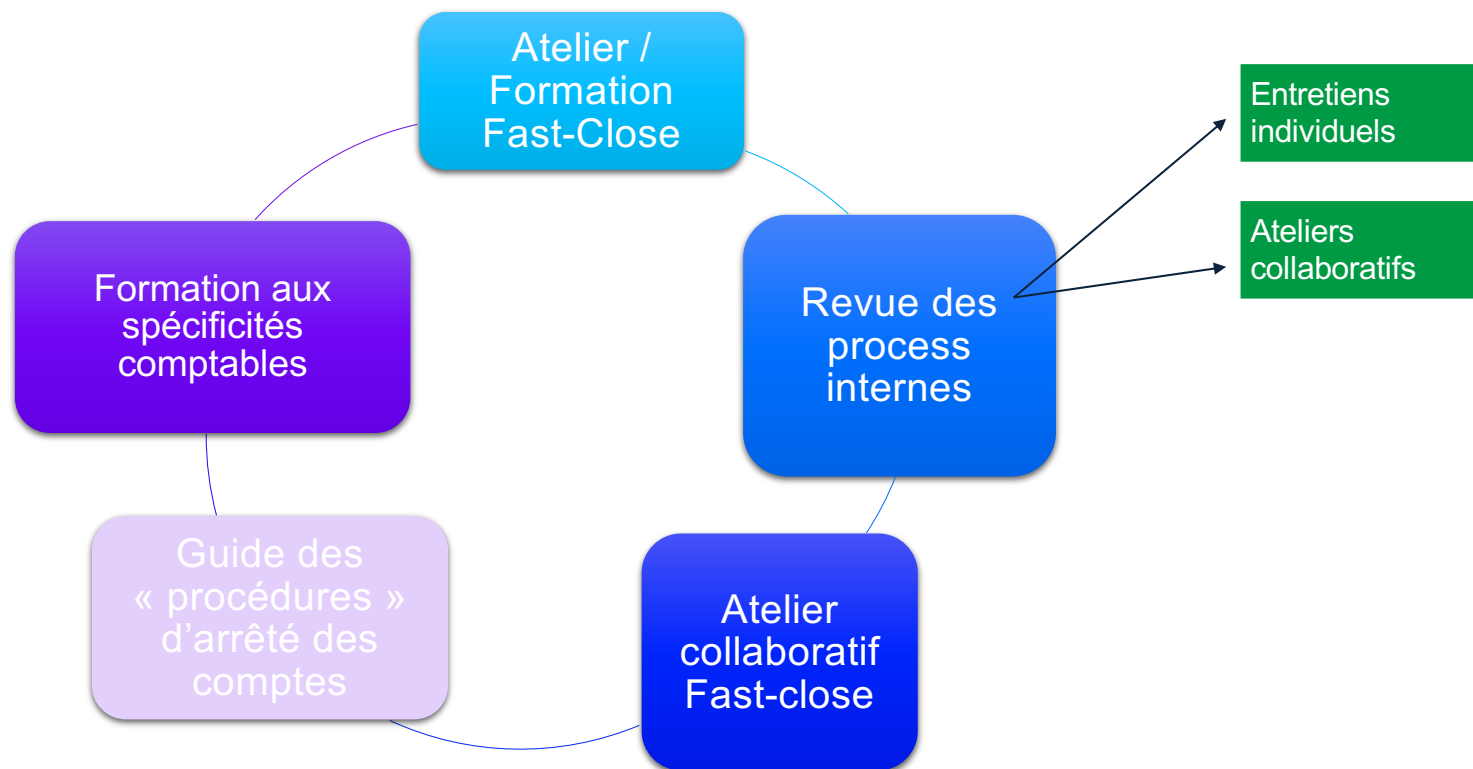 Atelier /
Formation
Fast-Close
Entretiens
individuels
Ateliers
collaboratifs
Revue des
process
internes
Formation aux
spécificités
comptables
Guide des
« procédures »
d’arrêté des
comptes
Atelier
collaboratif
Fast-close